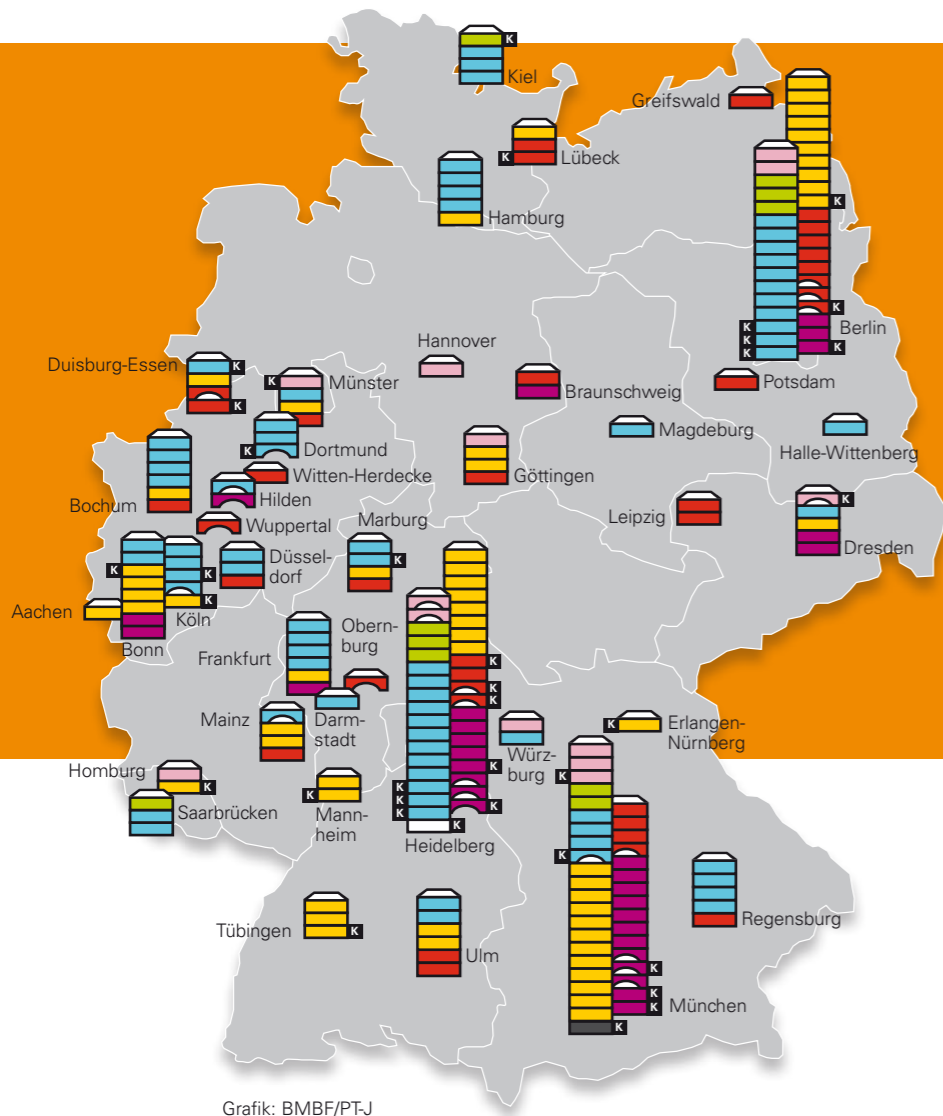 K
Kiel
Greifswald
K
Lübeck
Hamburg
K
K
Berlin
K
K
K
K
Hannover
Duisburg-Essen
K
K
K
Münster
Braunschweig
Potsdam
Magdeburg
Halle-Wittenberg
K
Dortmund
Witten-Herdecke
Göttingen
Bochum
Hilden
Wuppertal
Leipzig
K
Dresden
Marburg
K
K
K
K
Düssel-
dorf
Aachen
Köln
Bonn
Obern-
burg
Frankfurt
K
K
K
K
K
K
K
K
Heidelberg
Mainz
Darm-
stadt
Würz-
burg
K
Erlangen-
Nürnberg
Homburg
K
Saarbrücken
K
Mann-
heim
K
K
K
K
K
K
München
Regensburg
Tübingen
K
Ulm
Grafik: BMBF/PT-J